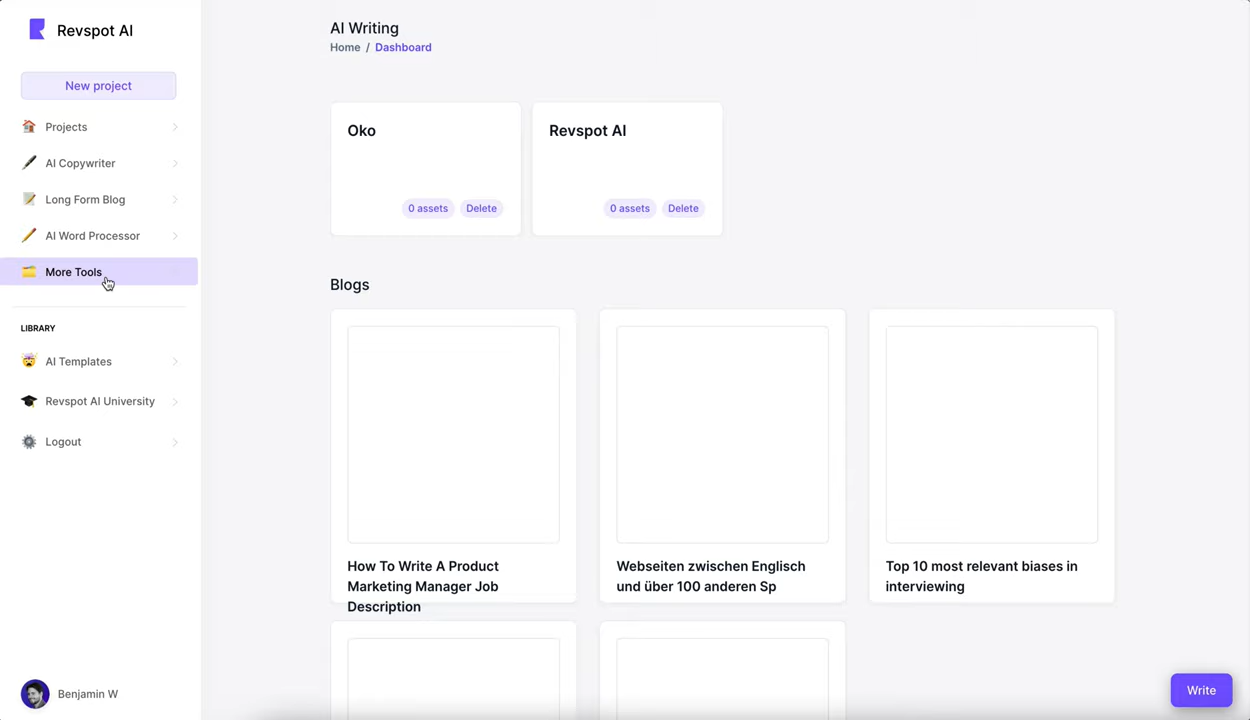 Revspot AI
New project
Projects
AI Copywriter
Long Form Blog
AI Word Processor
More Tools
LIBRARY
AI Templates
Revspot AI University
Logout
Benjamin W
AI Writing
Home / Dashboard
Oko
0 assets Delete
Revspot AI
0 assets Delete
Blogs
How To Write A Product
Marketing Manager Job
Description
Webseiten zwischen Englisch
und über 100 anderen Sp
Top 10 most relevant biases in
interviewing
Write